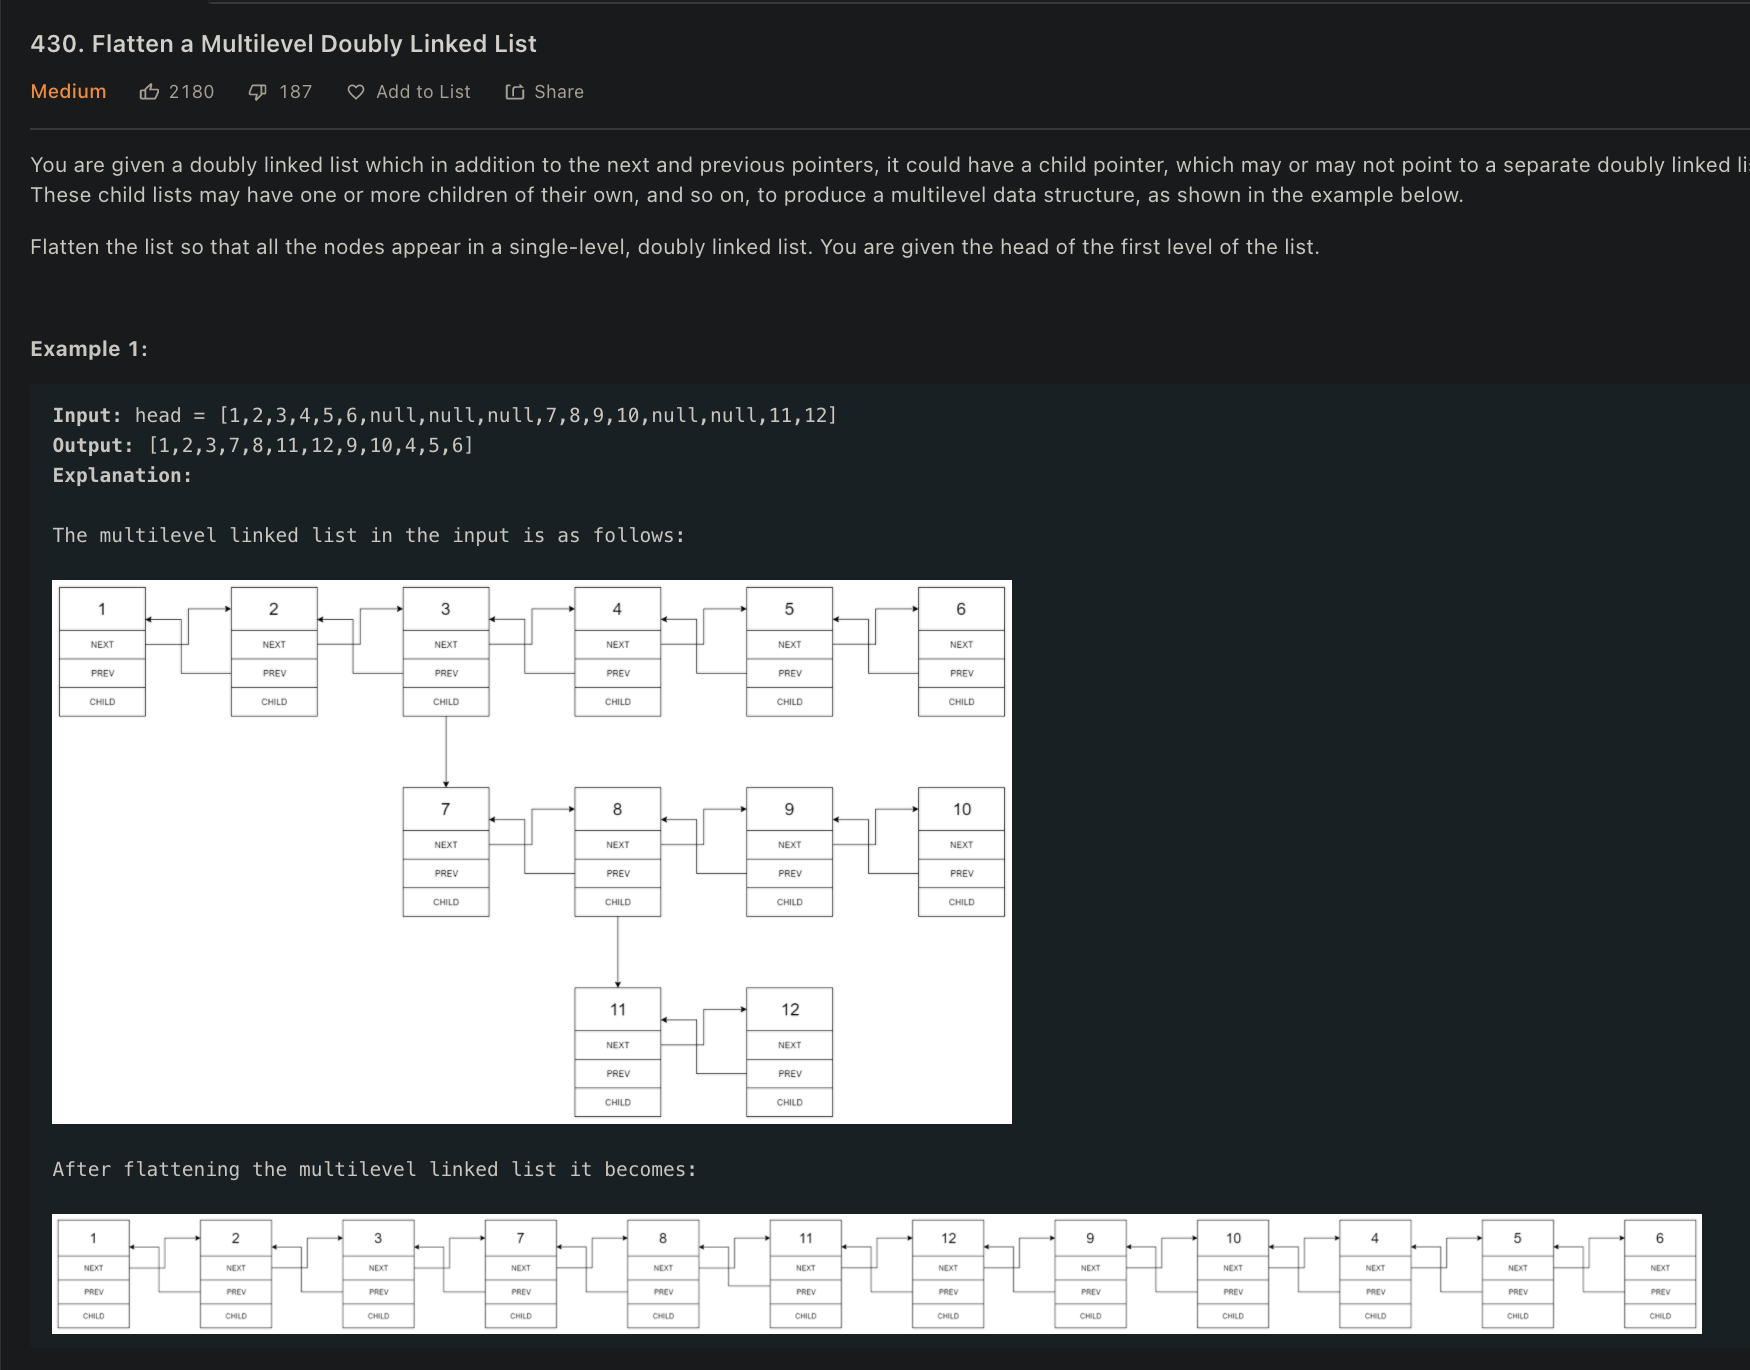 430. Flatten a Multilevel Doubly Linked List
Medium 2180 187 Add to List Share
You are given a doubly linked list which in addition to the next and previous pointers, it could have a child pointer, which may or may not point to a separate doubly linked
These child lists may have one or more children of their own, and so on, to produce a multilevel data structure, as shown in the example below.
Flatten the list so that all the nodes appear in a single-level, doubly linked list. You are given the head of the first level of the list.
Example 1:
Input: head = [1,2,3,4,5,6,null,null,null,7,8,9,10,null,null,11,12]
Output: [1,2,3,7,8,11,12,9,10,4,5,6]
Explanation:
The multilevel linked list in the input is as follows:
1 2 3 4 5 6
NEXT NEXT NEXT NEXT NEXT NEXT
PREV PREV PREV PREV PREV PREV
CHILD CHILD CHILD CHILD CHILD CHILD
7 8 9 10
NEXT NEXT NEXT NEXT
PREV PREV PREV PREV
CHILD CHILD CHILD CHILD
11 12
NEXT NEXT
PREV PREV
CHILD CHILD
After flattening the multilevel linked list it becomes:
1 2 3 7 8 11 12 9 10 4 5 6
NEXT NEXT NEXT NEXT NEXT NEXT NEXT NEXT NEXT NEXT NEXT NEXT
PREV PREV PREV PREV PREV PREV PREV PREV PREV PREV PREV PREV
CHILD CHILD CHILD CHILD CHILD CHILD CHILD CHILD CHILD CHILD CHILD CHILD